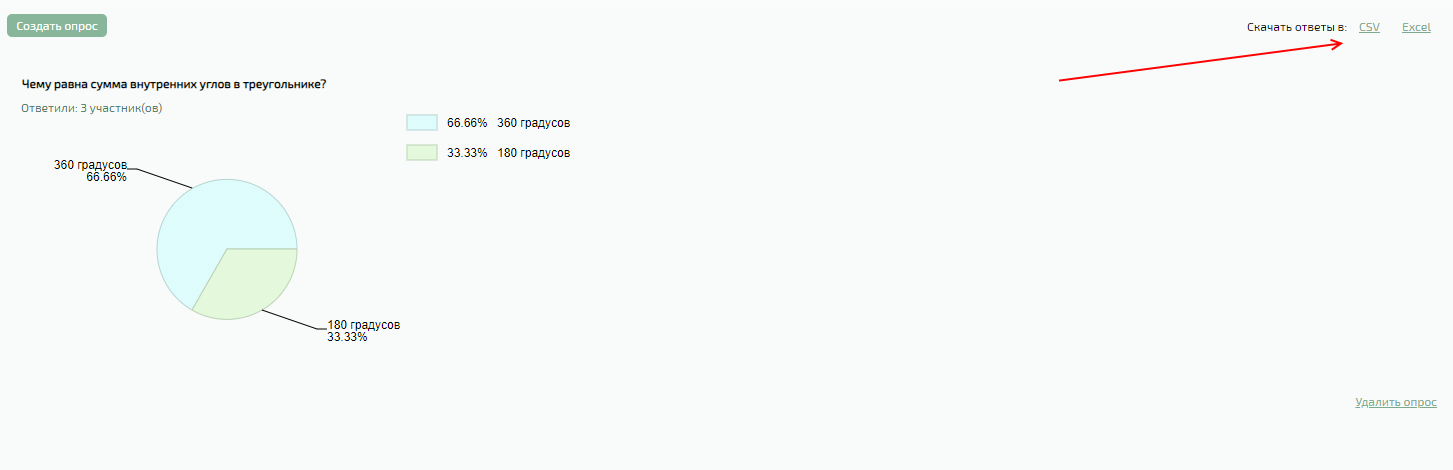 Создать опрос
Скачать ответы в: CSV Excel
Чему равна сумма внутренних углов в треугольнике?
Ответили: 3 участник(ов)
66.66% 360 градусов
33.33% 180 градусов
360 градусов
66.66%
180 градусов
33.33%
Удалить опрос